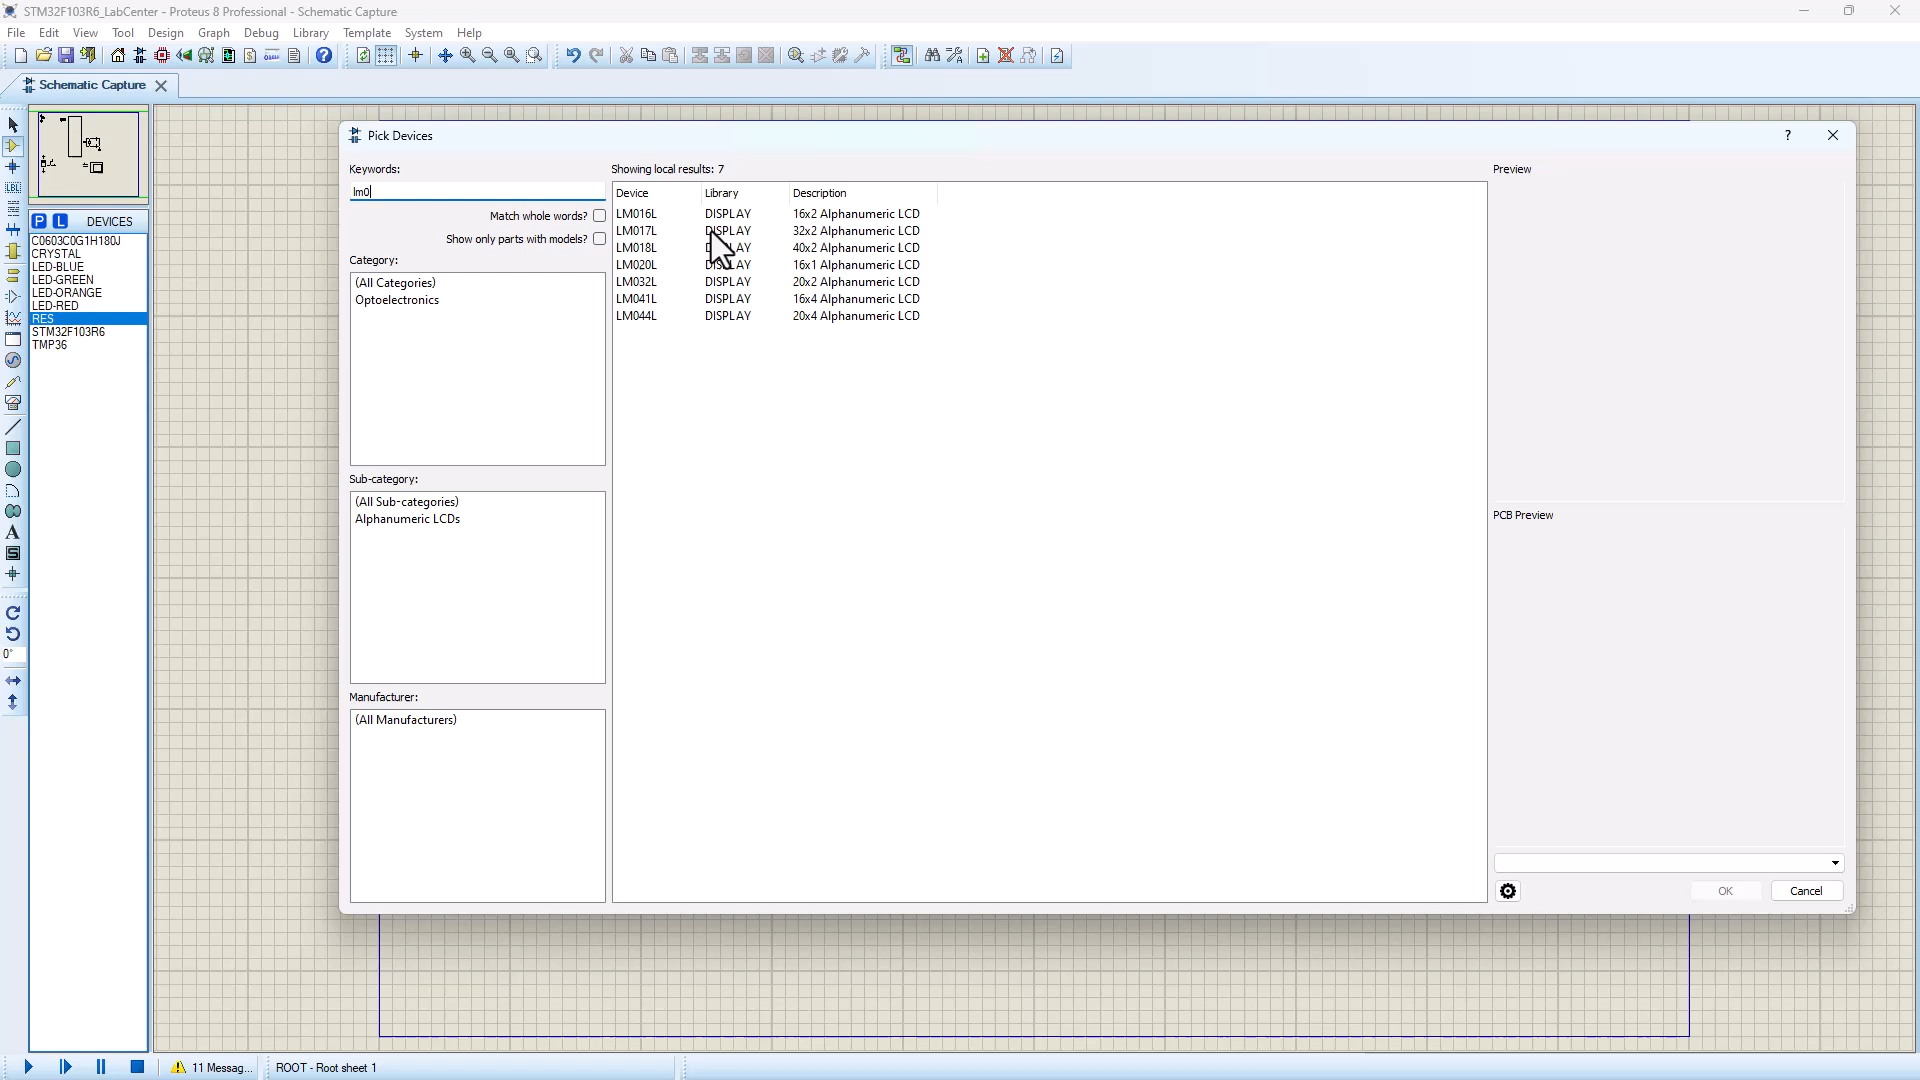 STM32F103R6_LabCenter - Proteus 8 Professional - Schematic Capture
File Edit View Tool Design Graph Debug Library Template System Help
Schematic Capture
P L DEVICES
C0603C0G1H180J
CRYSTAL
LED-BLUE
LED-GREEN
LED-ORANGE
LED-RED
RES
STM32F103R6
TMP36
LBL
A
S
0°
Pick Devices
Keywords:
lm0
Match whole words?
Show only parts with models?
Category:
(All Categories)
Optoelectronics
Sub-category:
(All Sub-categories)
Alphanumeric LCDs
Manufacturer:
(All Manufacturers)
Showing local results: 7
Device Library Description
LM016L DISPLAY 16x2 Alphanumeric LCD
LM017L DISPLAY 32x2 Alphanumeric LCD
LM018L DISPLAY 40x2 Alphanumeric LCD
LM020L DISPLAY 16x1 Alphanumeric LCD
LM032L DISPLAY 20x2 Alphanumeric LCD
LM041L DISPLAY 16x4 Alphanumeric LCD
LM044L DISPLAY 20x4 Alphanumeric LCD
Preview
PCB Preview
OK Cancel
11 Messag... ROOT - Root sheet 1